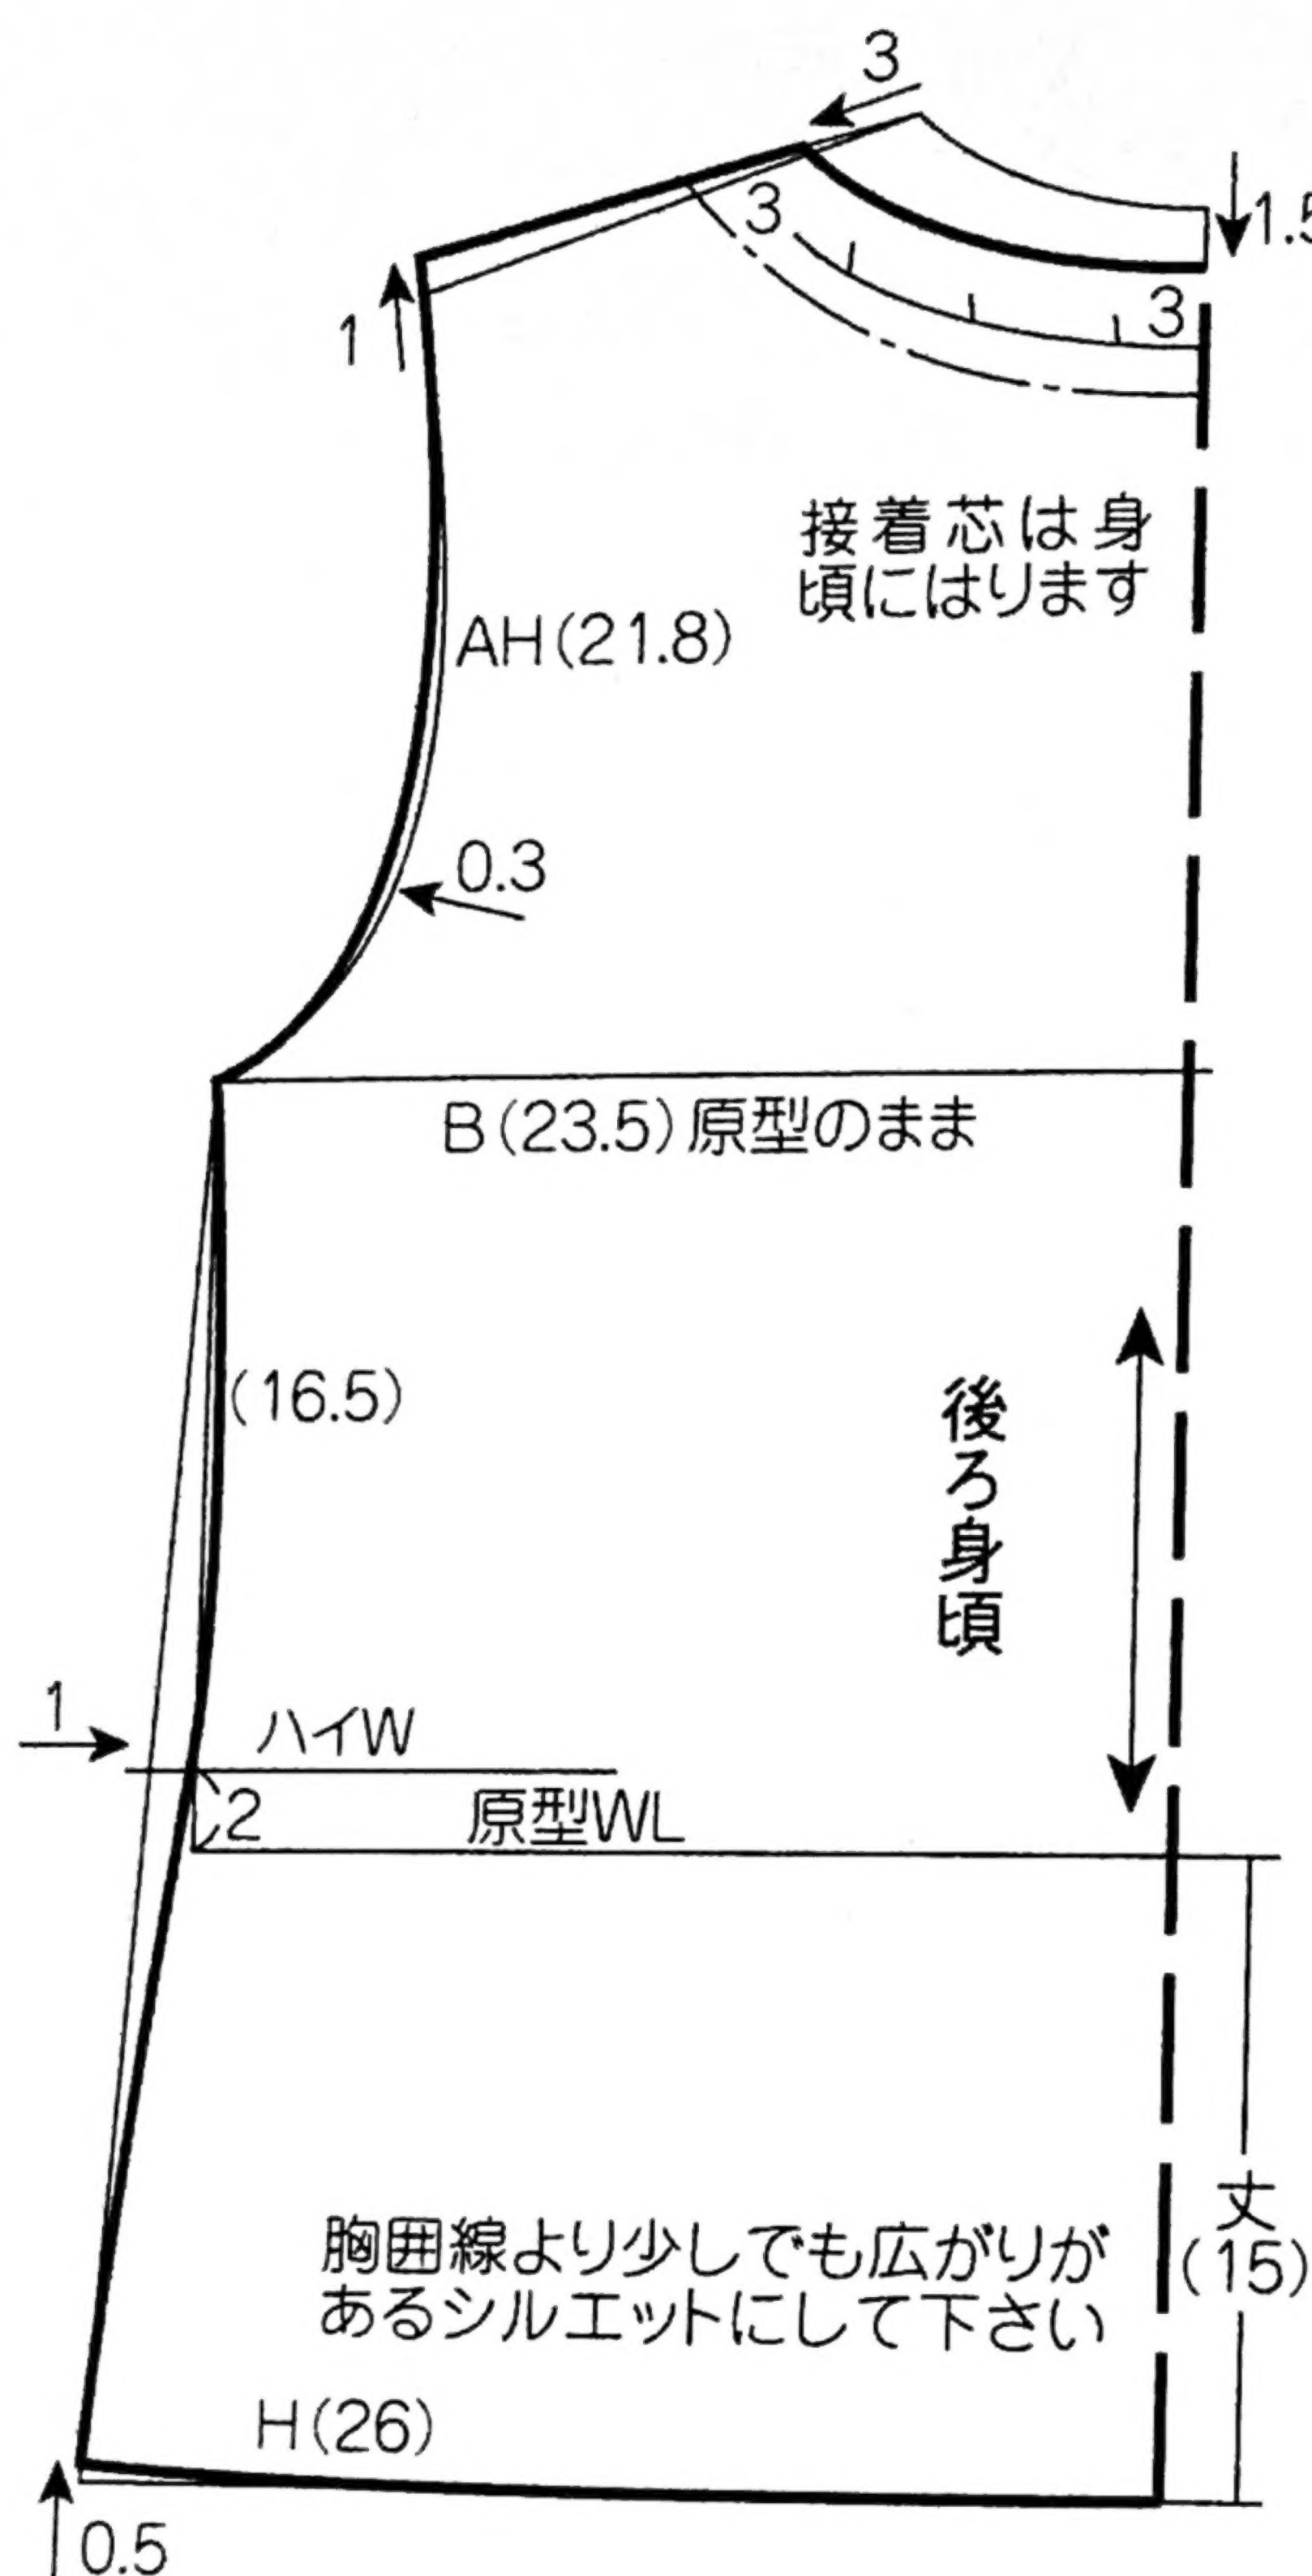 3
1.5
3
3
1
接着芯は身
頃にはります
AH(21.8)
0.3
B(23.5)原型のまま
(16.5)
後ろ身頃
1
ハイW
2
原型WL
丈
(15)
胸囲線より少しでも広がりが
あるシルエットにして下さい
H(26)
0.5